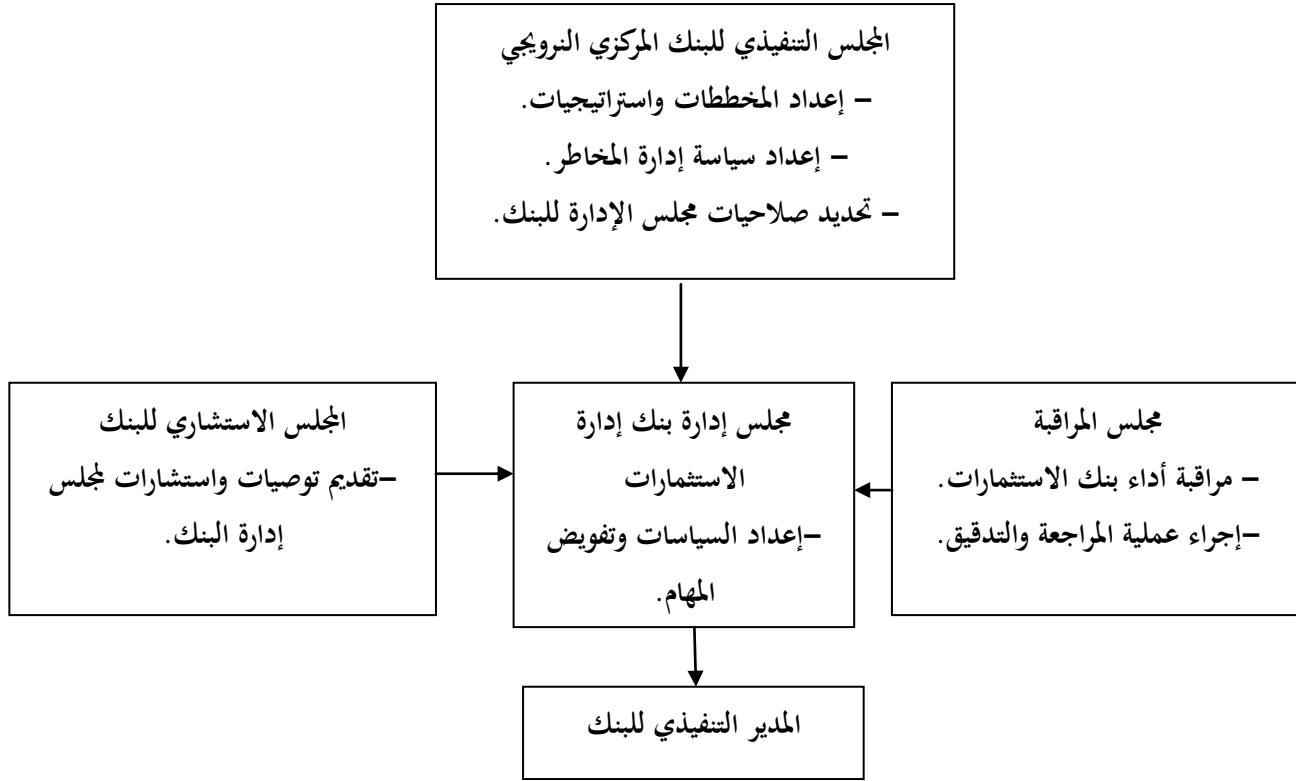 المجلس التنفيذي للبنك المركزي النرويجي
– إعداد المخططات واستراتيجيات.
– إعداد سياسة إدارة المخاطر.
– تحديد صلاحيات مجلس الإدارة للبنك.
مجلس المراقبة
– مراقبة أداء بنك الاستثمارات.
–إجراء عملية المراجعة والتدقيق.
مجلس إدارة بنك إدارة
الاستثمارات
–إعداد السياسات وتفويض
المهام.
المجلس الاستشاري للبنك
–تقديم توصيات واستشارات لمجلس
إدارة البنك.
المدير التنفيذي للبنك